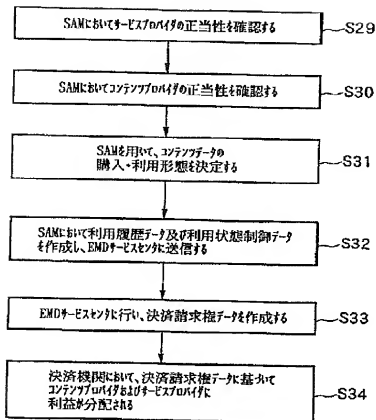 SAMにおいてサービスプロバイダの正当性を確認する
S29
SAMにおいてコンテンツプロバイダの正当性を確認する
S30
SAMを用いて、コンテンツデータの
購入・利用形態を決定する
S31
SAMにおいて利用履歴データ及び利用状態制御データ
を作成し、EMDサービスセンタに送信する
S32
EMDサービスセンタに行い、決済請求権データを作成する
S33
決済機関において、決済請求権データに基づいて
コンテンツプロバイダおよびサービスプロバイダに
利益が分配される
S34